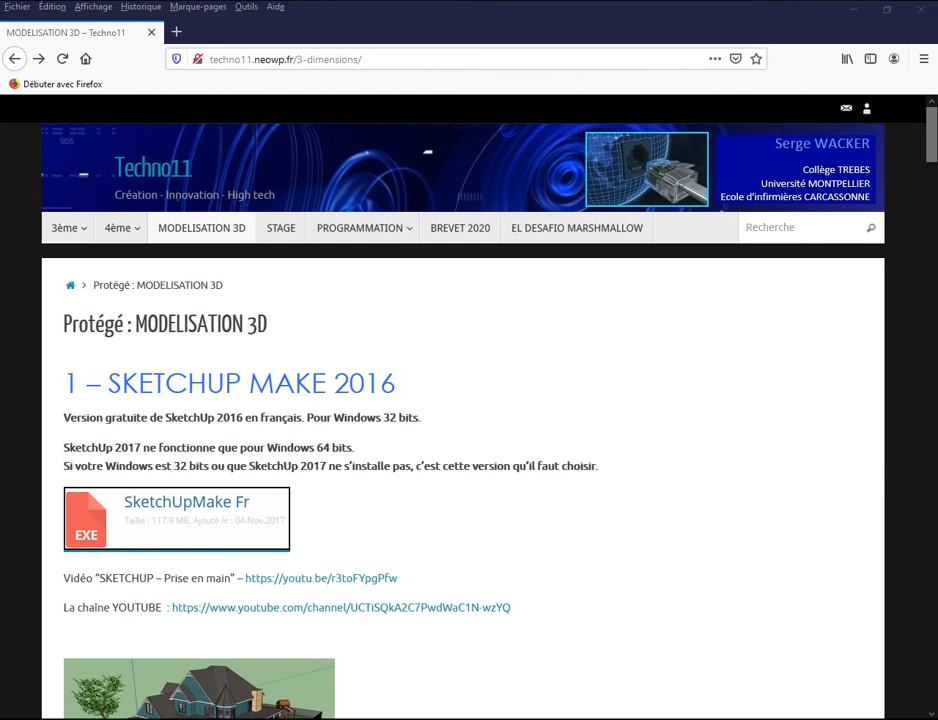 Fichier Édition Affichage Historique Marque-pages Outils Aide
MODELISATION 3D – Techno11
techno11.neowp.fr/3-dimensions/
Débuter avec Firefox
Techno11
Création - Innovation - High tech
Serge WACKER
Collège TREBES
Université MONTPELLIER
Ecole d'infirmières CARCASSONNE
3ème 4ème MODELISATION 3D STAGE PROGRAMMATION BREVET 2020 EL DESAFIO MARSHMALLOW Recherche
Protégé : MODELISATION 3D
Protégé : MODELISATION 3D
1 – SKETCHUP MAKE 2016
Version gratuite de SketchUp 2016 en français. Pour Windows 32 bits.
SketchUp 2017 ne fonctionne que pour Windows 64 bits.
Si votre Windows est 32 bits ou que SketchUp 2017 ne s’installe pas, c’est cette version qu’il faut choisir.
SketchUpMake Fr
Taille : 117.9 MB, Ajouté le : 04.Nov.2017
EXE
Vidéo “SKETCHUP – Prise en main” – https://youtu.be/r3toFYpgPfw
La chaîne YOUTUBE : https://www.youtube.com/channel/UCTiSQkA2C7PwdWaC1N-wzYQ